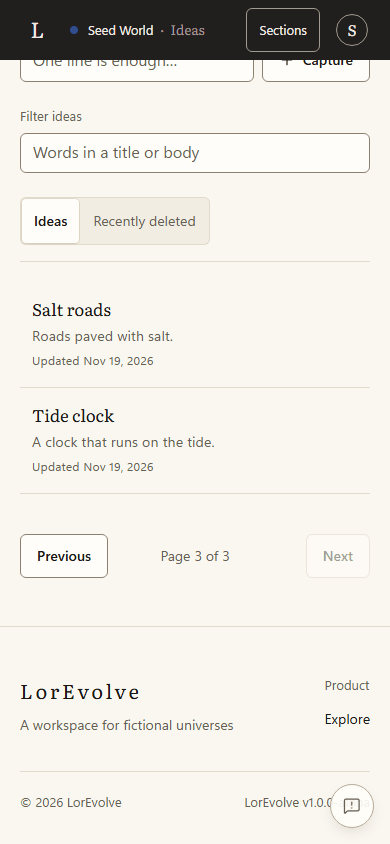 L
Seed World · Ideas
Sections
S
One line is enough...
+ Capture
Filter ideas
Words in a title or body
Ideas
Recently deleted
Salt roads
Roads paved with salt.
Updated Nov 19, 2026
Tide clock
A clock that runs on the tide.
Updated Nov 19, 2026
Previous
Page 3 of 3
Next
LorEvolve
A workspace for fictional universes
Product
Explore
© 2026 LorEvolve
LorEvolve v1.0.0